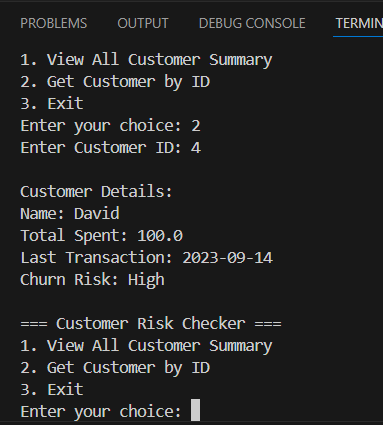 PROBLEMS OUTPUT DEBUG CONSOLE TERMIN
1. View All Customer Summary
2. Get Customer by ID
3. Exit
Enter your choice: 2
Enter Customer ID: 4
Customer Details:
Name: David
Total Spent: 100.0
Last Transaction: 2023-09-14
Churn Risk: High
=== Customer Risk Checker ===
1. View All Customer Summary
2. Get Customer by ID
3. Exit
Enter your choice: